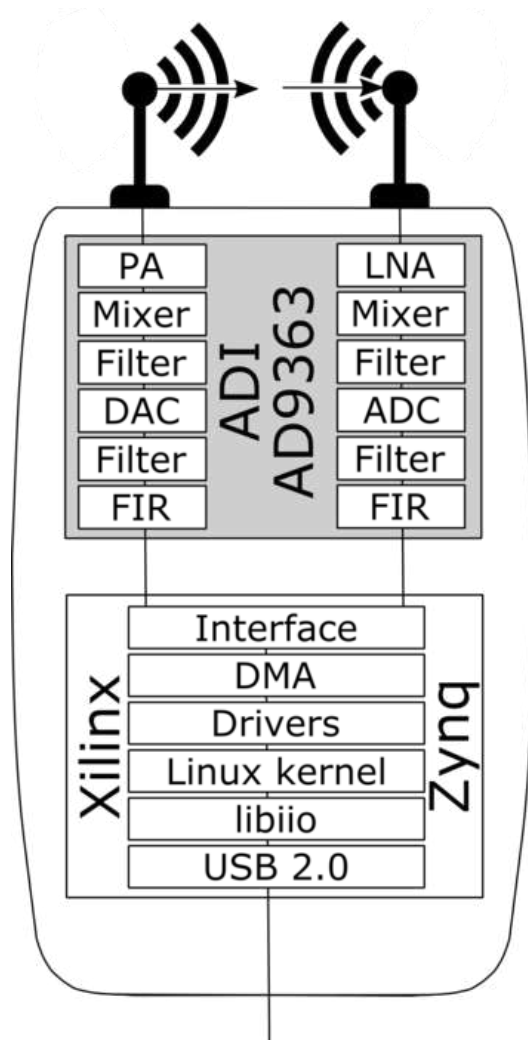 PA
Mixer
Filter
DAC
Filter
FIR
ADI
AD9363
LNA
Mixer
Filter
ADC
Filter
FIR
Xilinx
Interface
DMA
Drivers
Linux kernel
libiio
USB 2.0
Zynq